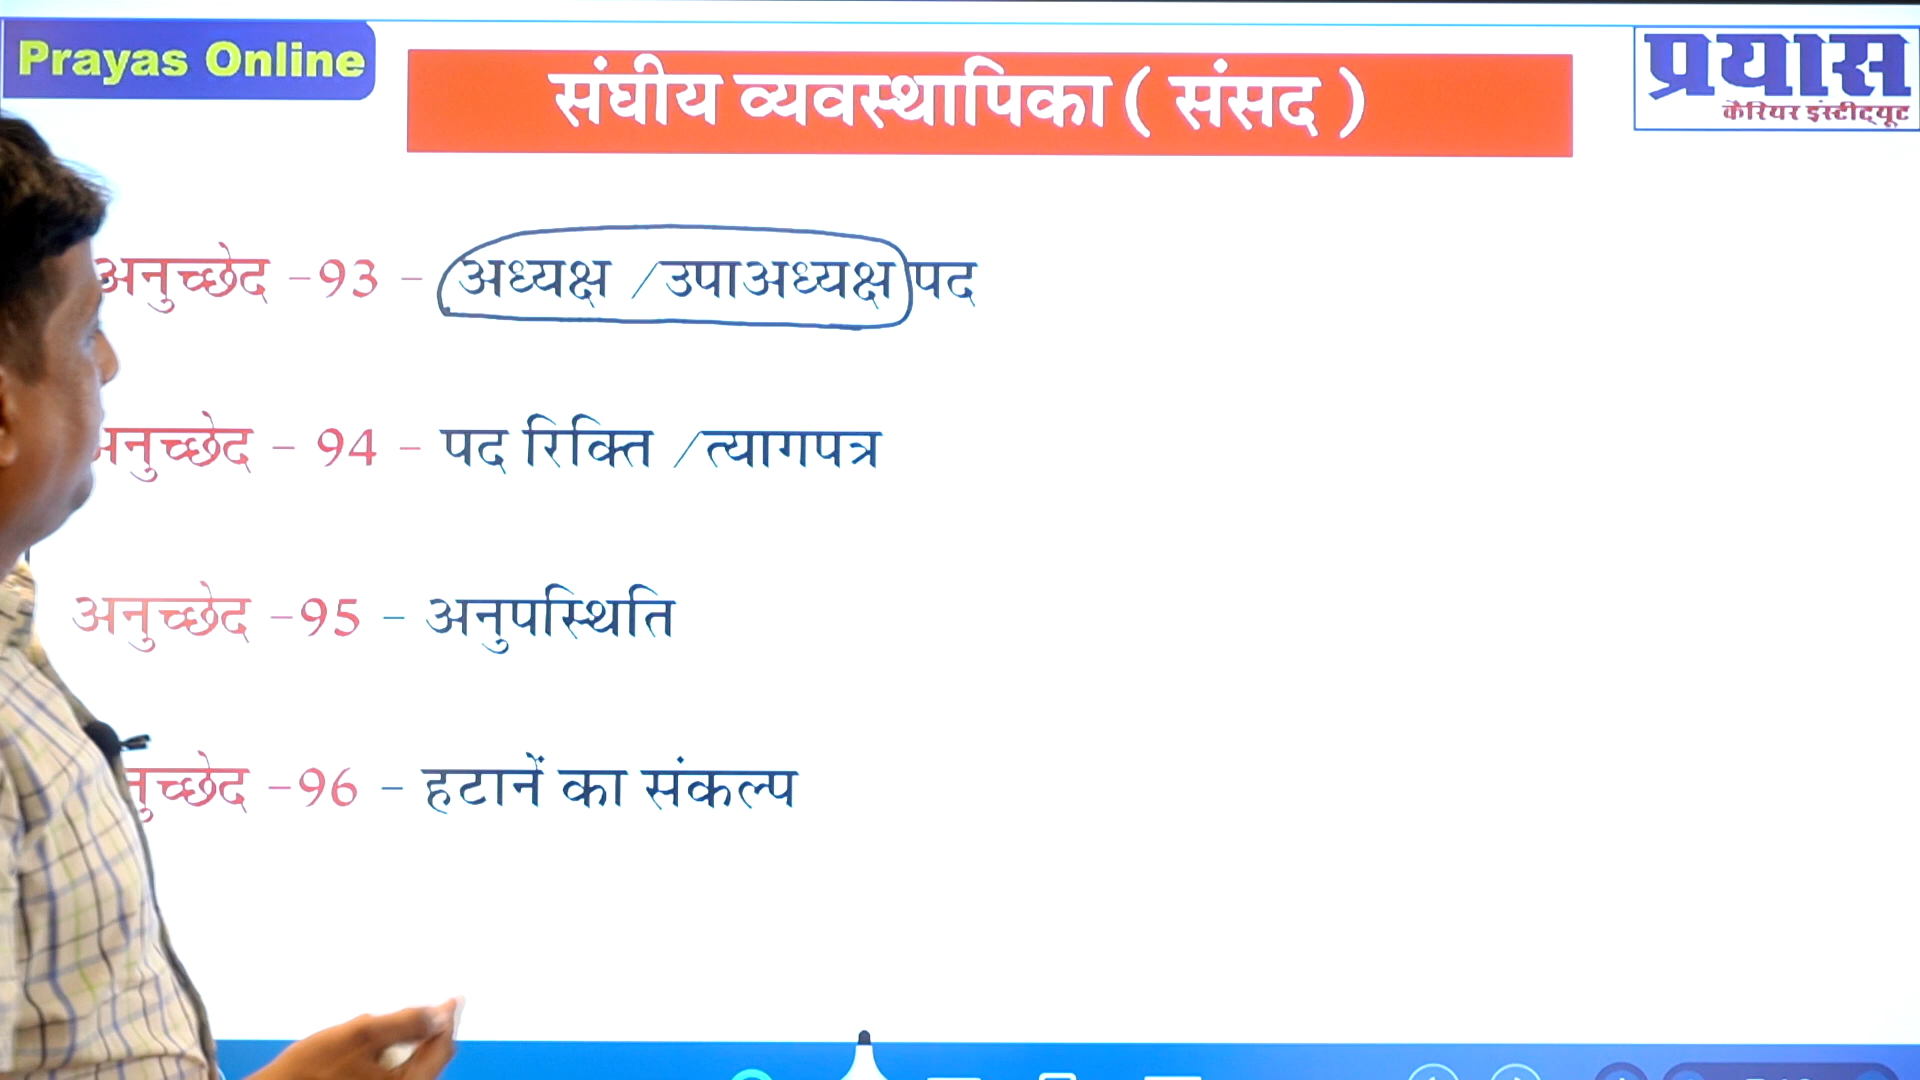 Prayas Online
संघीय व्यवस्थापिका ( संसद )
प्रयास
कैरियर इंस्टीट्यूट
अनुच्छेद -93 - अध्यक्ष /उपाअध्यक्ष पद
अनुच्छेद - 94 - पद रिक्ति /त्यागपत्र
अनुच्छेद -95 - अनुपस्थिति
नुच्छेद -96 - हटानें का संकल्प